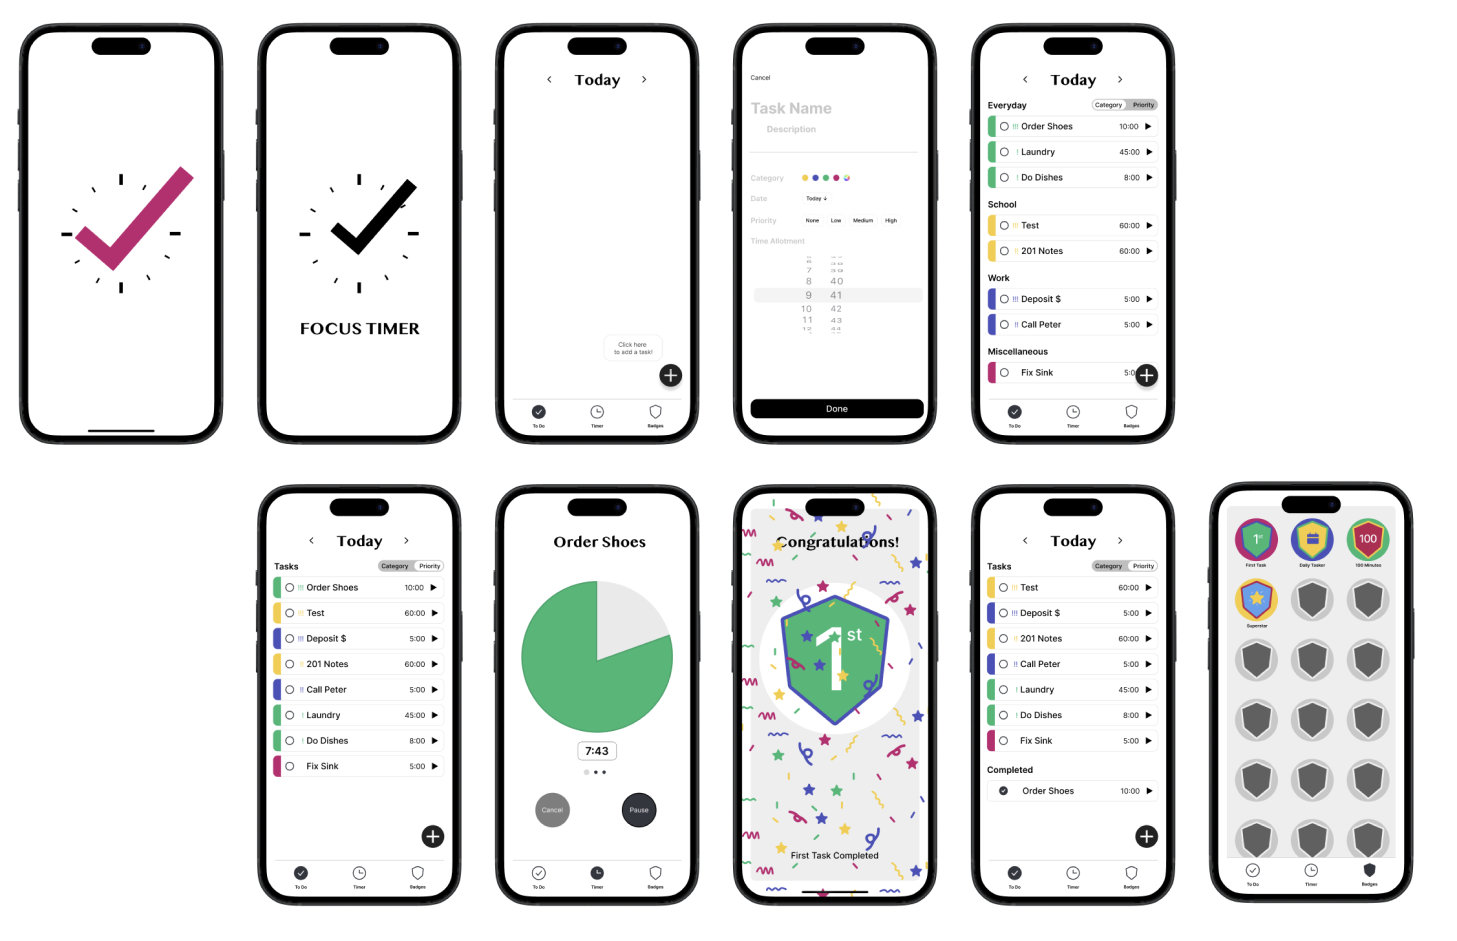 FOCUS TIMER
< Today >
Click here
to add a task!
To Do Timer Badges
Cancel
Task Name
Description
Category
Date Today
Priority None Low Medium High
Time Allotment
6 38
7 39
8 40
9 41
10 42
11 43
12 44
Done
< Today >
Everyday Category Priority
!!! Order Shoes 10:00
! Laundry 45:00
! Do Dishes 8:00
School
!!! Test 60:00
!! 201 Notes 60:00
Work
!!! Deposit $ 5:00
!! Call Peter 5:00
Miscellaneous
Fix Sink 5:0
To Do Timer Badges
< Today >
Tasks Category Priority
!!! Order Shoes 10:00
!!! Test 60:00
!!! Deposit $ 5:00
!! 201 Notes 60:00
!! Call Peter 5:00
! Laundry 45:00
! Do Dishes 8:00
Fix Sink 5:00
To Do Timer Badges
Order Shoes
7:43
Cancel Pause
To Do Timer Badges
Congratulations!
1st
First Task Completed
< Today >
Tasks Category Priority
!!! Test 60:00
!!! Deposit $ 5:00
!! 201 Notes 60:00
!! Call Peter 5:00
! Laundry 45:00
! Do Dishes 8:00
Fix Sink 5:00
Completed
Order Shoes 10:00
To Do Timer Badges
1st 100
First Task Daily Tasker 100 Minutes
Superstar
To Do Timer Badges